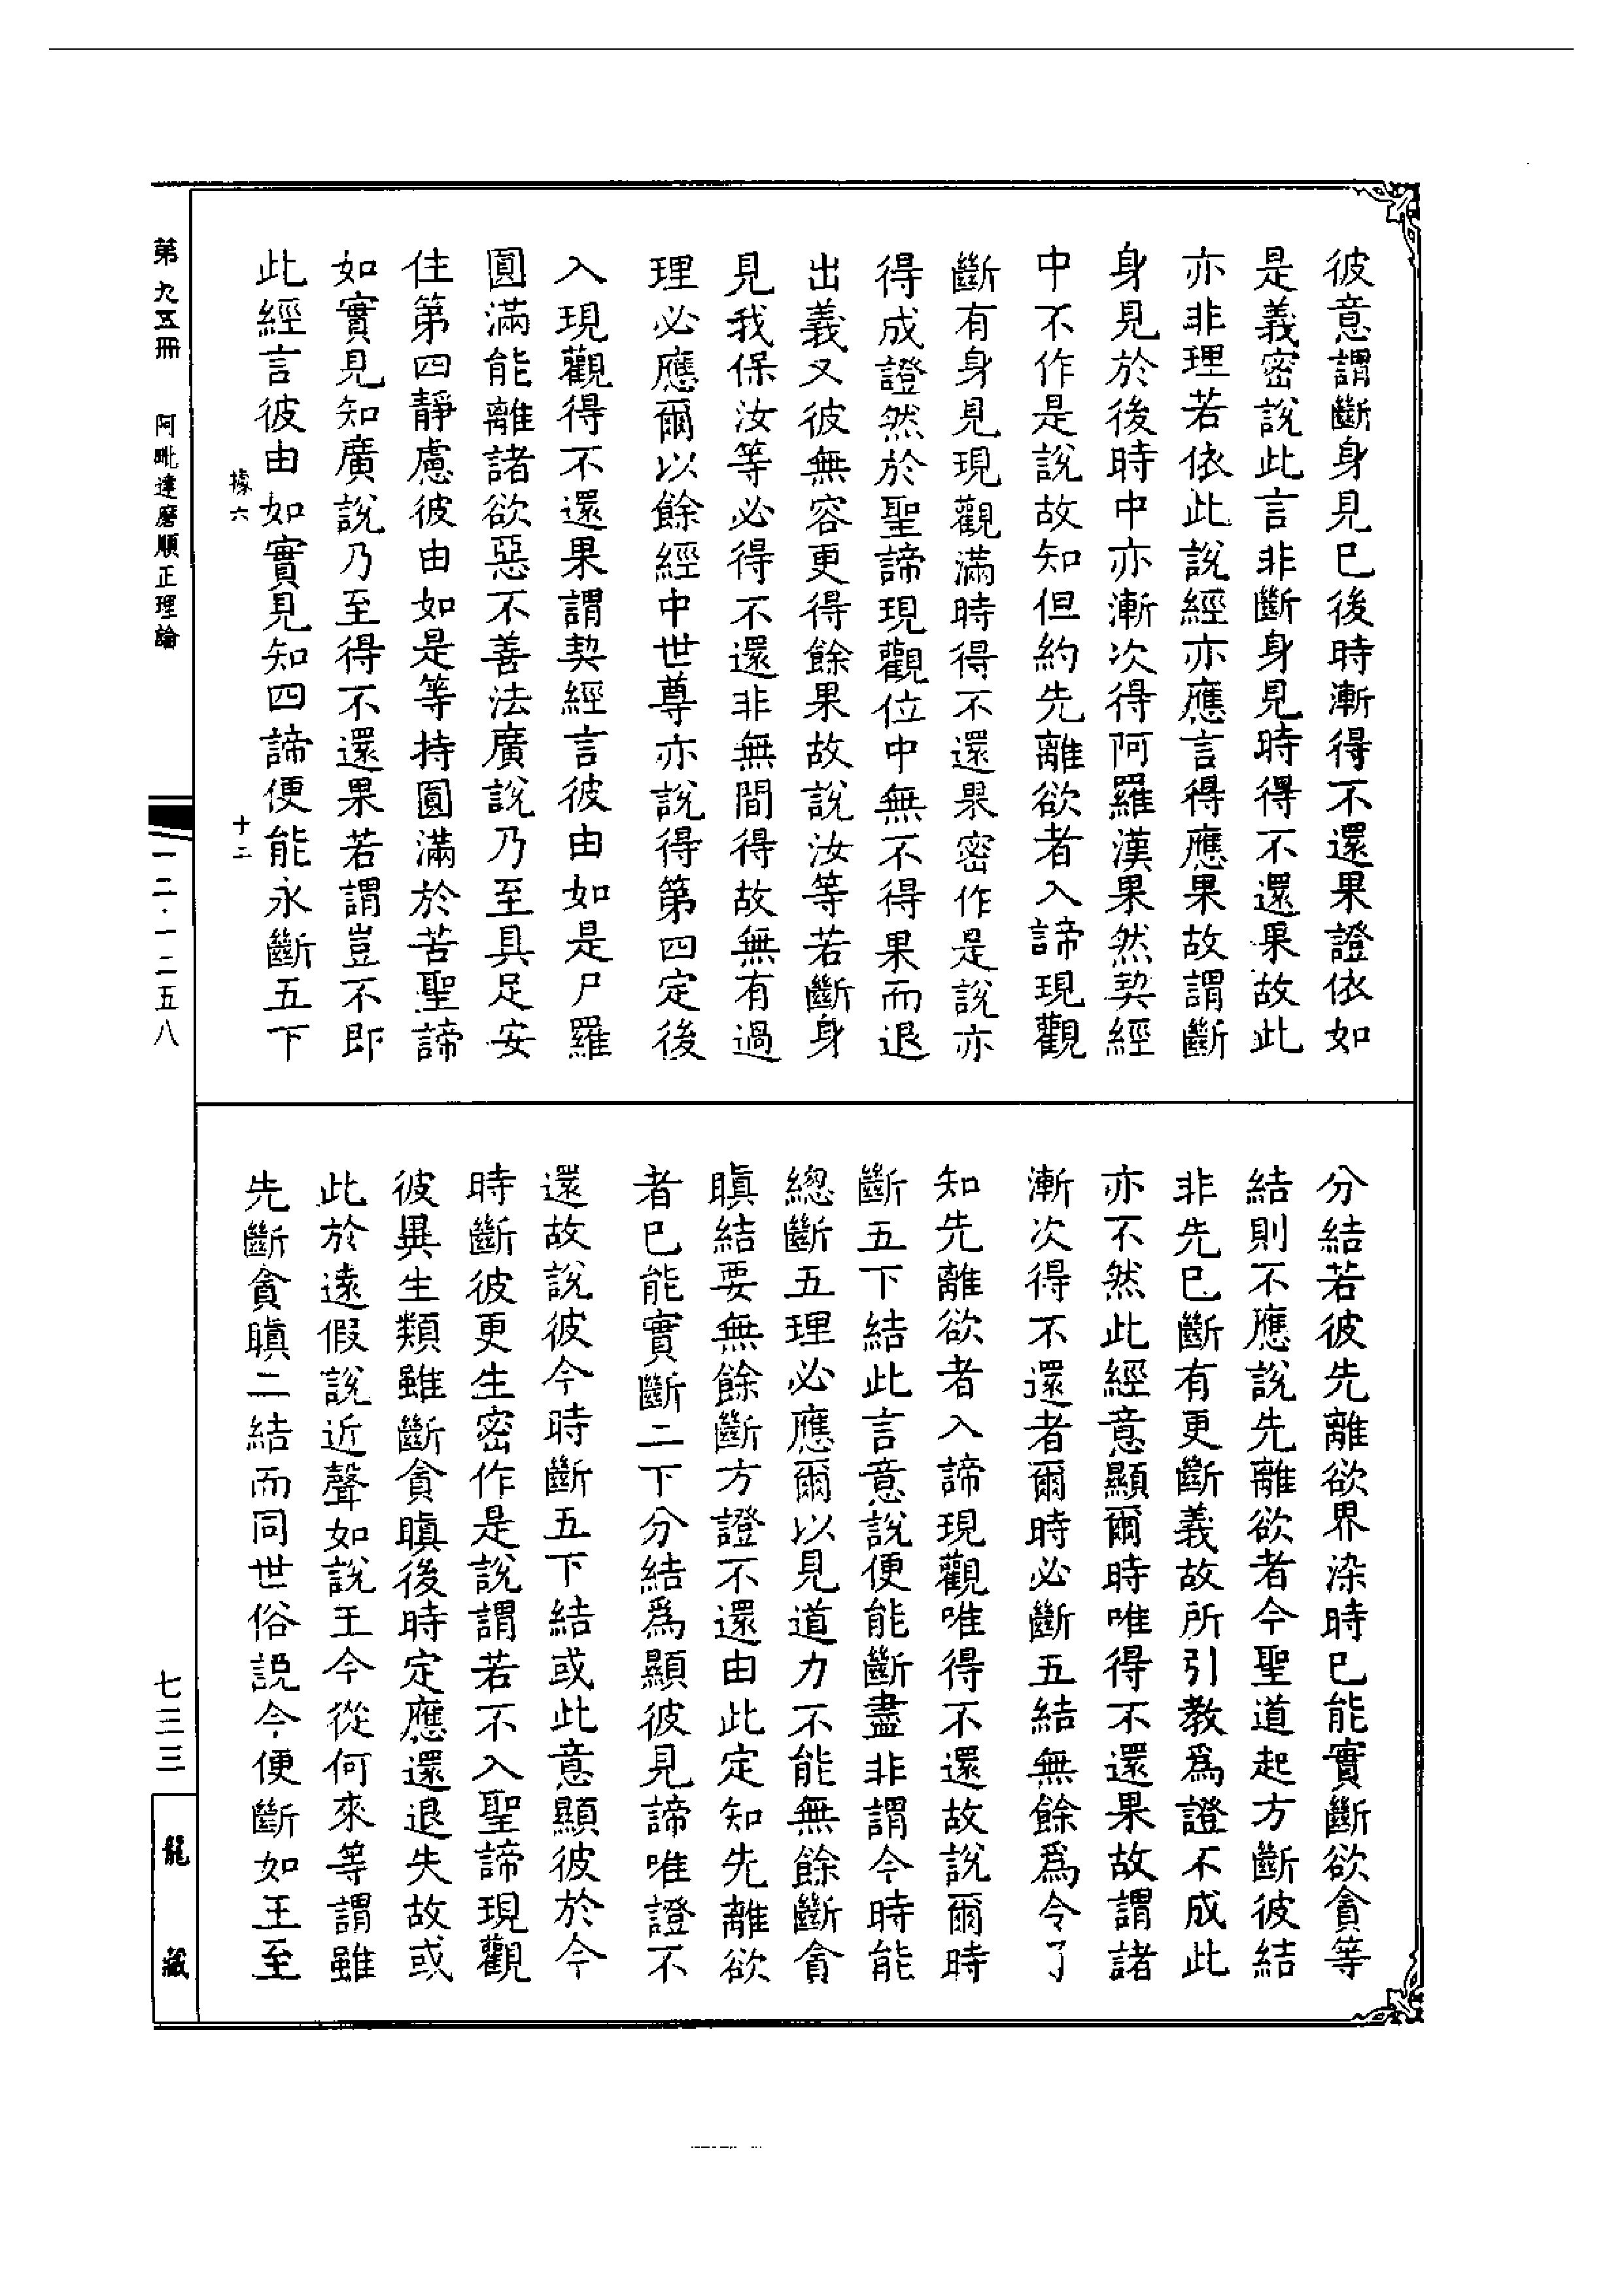 彼意謂斷身見已後時漸得不還果證依如
是義密說此言非斷身見時得不還果故此
亦非理若依此說經亦應言得應果故謂斷
身見於後時中亦漸次得阿羅漢果然契經
中不作是說故知但約先離欲者入諦現觀
斷有身見現觀滿時得不還果密作是說亦
得成證然於聖諦現觀位中無不得果而退
出義又彼無容更得餘果故說汝等若斷身
見我保汝等必得不還非無間得故無有過
理必應爾以餘經中世尊亦說得第四定後
入現觀得不還果謂契經言彼由如是尸羅
圓滿能離諸欲惡不善法廣說乃至具足安
住第四靜慮彼由如是等持圓滿於苦聖諦
如實見知廣說乃至得不還果若謂豈不即
此經言彼由如實見知四諦便能永斷五下
據六
十二
分結若彼先離欲界染時已能實斷欲貪等
結則不應說先離欲者今聖道起方斷彼結
非先已斷有更斷義故所引教爲證不成此
亦不然此經意顯爾時唯得不還果故謂諸
漸次得不還者爾時必斷五結無餘爲令了
知先離欲者入諦現觀唯得不還故說爾時
斷五下結此言意說便能斷盡非謂今時能
總斷五理必應爾以見道力不能無餘斷貪
瞋結要無餘斷方證不還由此定知先離欲
者已能實斷二下分結爲顯彼見諦唯證不
還故說彼今時斷五下結或此意顯彼於今
時斷彼更生密作是說謂若不入聖諦現觀
彼異生類雖斷貪瞋後時定應還退失故或
此於遠假說近聲如說王今從何來等謂雖
先斷貪瞋二結而同世俗說今便斷如王至
第九五冊 阿毗達磨順正理論
一二·一二五八
七三三
龍藏